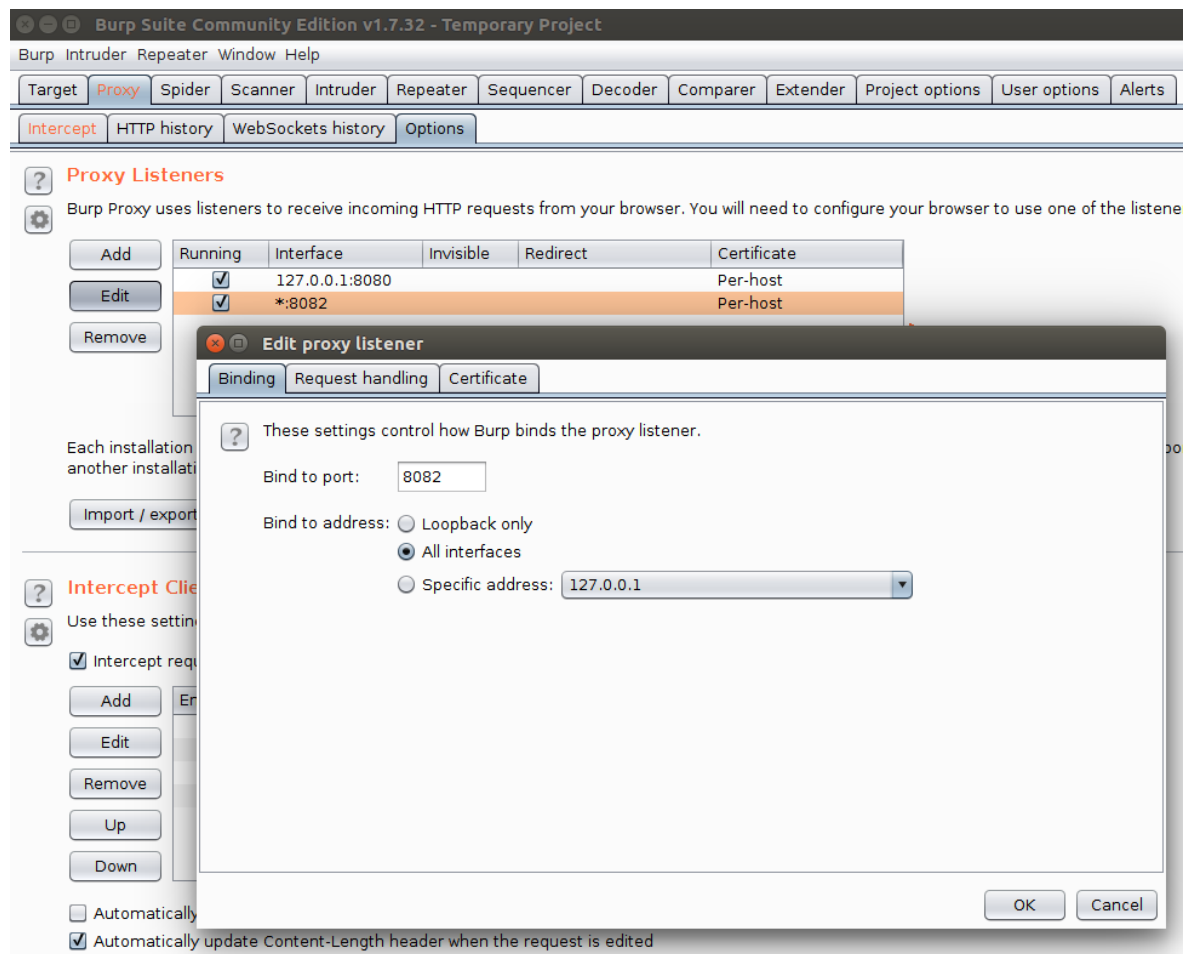 Burp Suite Community Edition v1.7.32 - Temporary Project
Burp Intruder Repeater Window Help
Target Proxy Spider Scanner Intruder Repeater Sequencer Decoder Comparer Extender Project options User options Alerts
Intercept HTTP history WebSockets history Options
? Proxy Listeners
Burp Proxy uses listeners to receive incoming HTTP requests from your browser. You will need to configure your browser to use one of the listene
Add Running Interface Invisible Redirect Certificate
127.0.0.1:8080 Per-host
Edit *:8082 Per-host
Remove
Edit proxy listener
Binding Request handling Certificate
? These settings control how Burp binds the proxy listener.
Each installation
another installati
Bind to port: 8082
Import / export
Bind to address: Loopback only
All interfaces
Specific address: 127.0.0.1
? Intercept Clie
Use these settin
Intercept requ
Add En
Edit
Remove
Up
Down
OK Cancel
Automatically
Automatically update Content-Length header when the request is edited